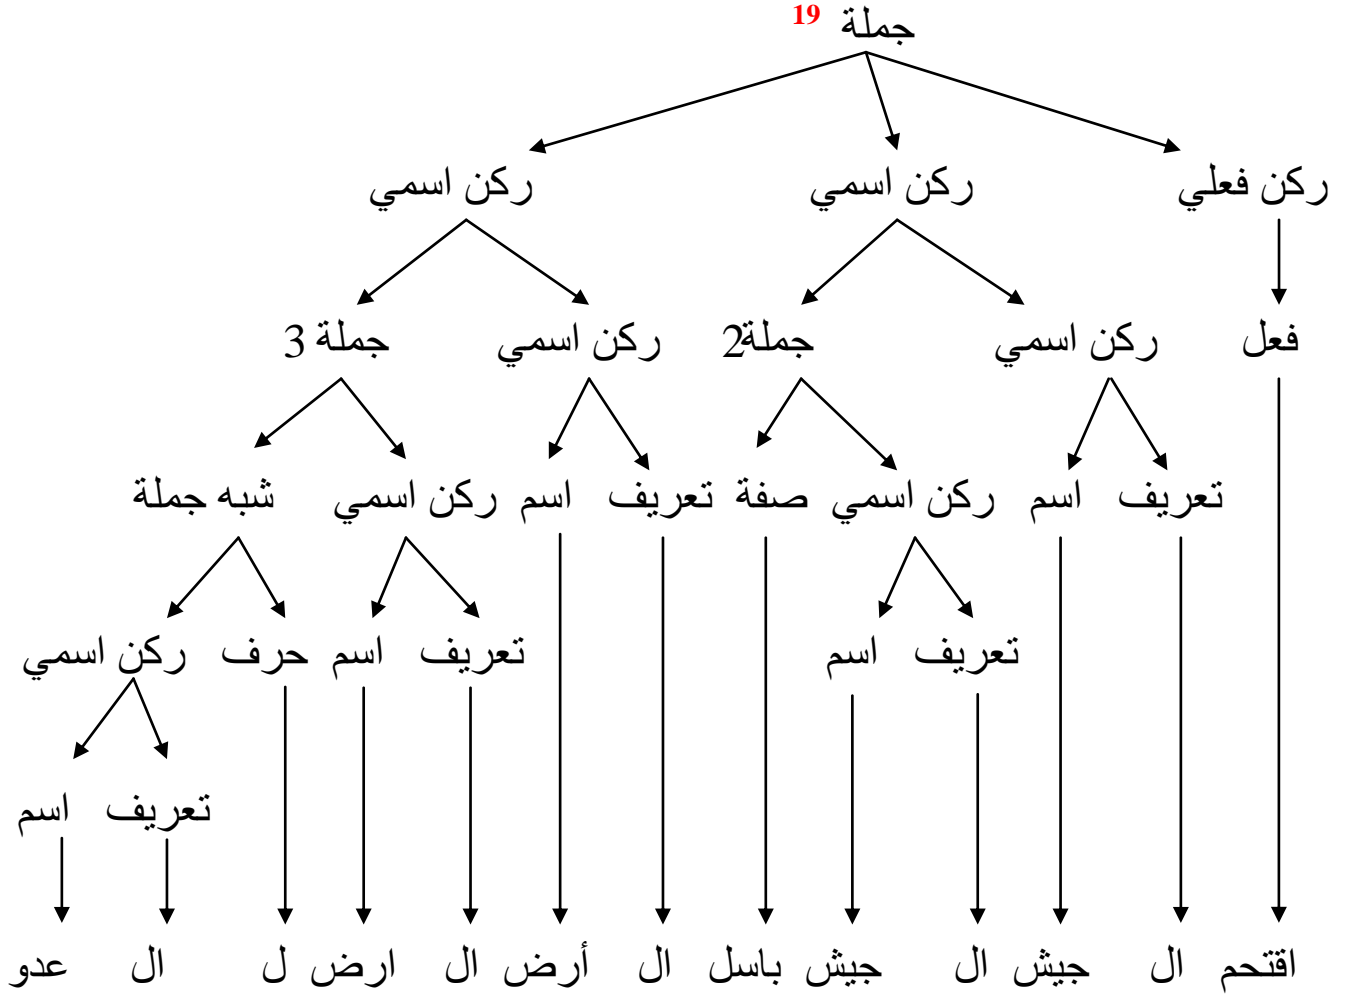 جملة 19
ركن فعلي ركن اسمي ركن اسمي
فعل ركن اسمي جملة2 ركن اسمي جملة 3
تعريف اسم ركن اسمي صفة تعريف اسم ركن اسمي شبه جملة
تعريف اسم تعريف اسم حرف ركن اسمي
تعريف اسم
اقتحم ال جيش ال جيش باسل ال أرض ال ارض ل ال عدو